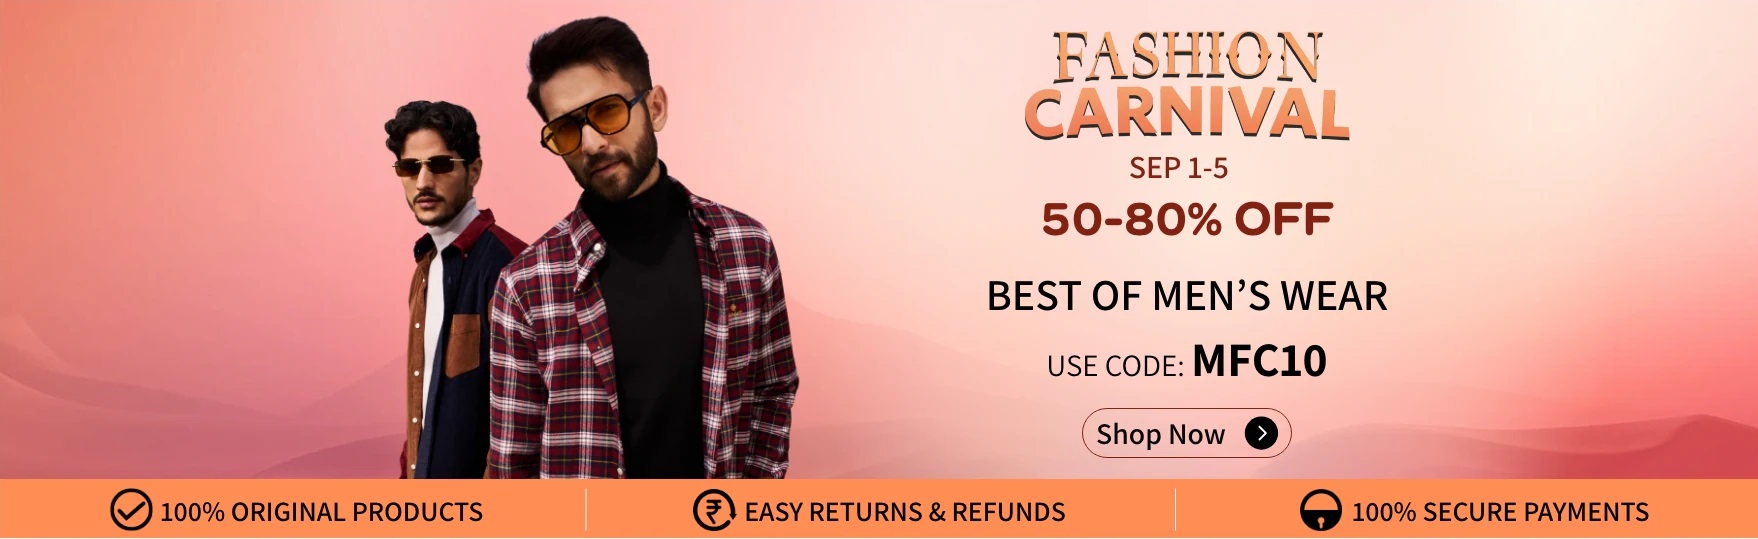 FASHION
CARNIVAL
SEP 1-5
50-80% OFF
BEST OF MEN’S WEAR
USE CODE: MFC10
Shop Now
100% ORIGINAL PRODUCTS
EASY RETURNS & REFUNDS
100% SECURE PAYMENTS